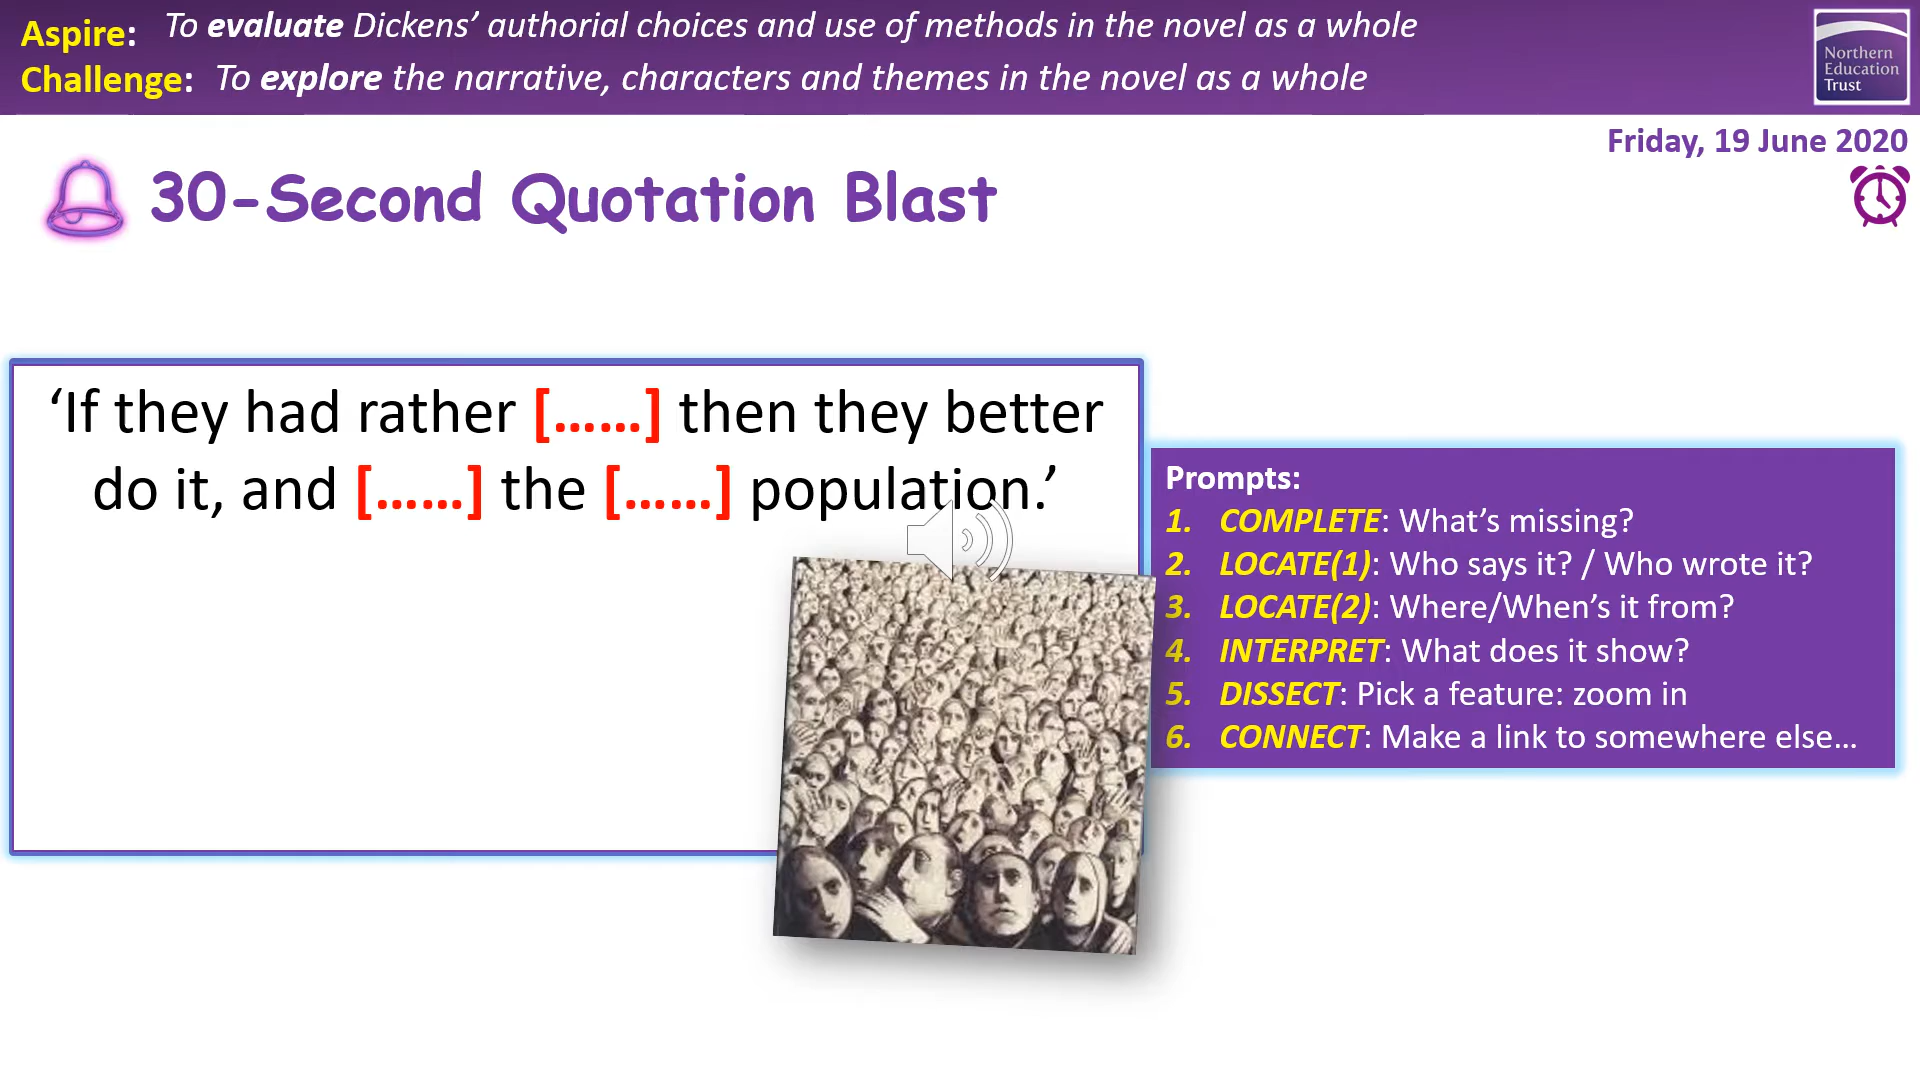 Aspire: To evaluate Dickens’ authorial choices and use of methods in the novel as a whole
Challenge: To explore the narrative, characters and themes in the novel as a whole
Northern
Education
Trust
Friday, 19 June 2020
30-Second Quotation Blast
‘If they had rather [……] then they better
do it, and [……] the [……] population.’
Prompts:
1. COMPLETE: What’s missing?
2. LOCATE(1): Who says it? / Who wrote it?
3. LOCATE(2): Where/When’s it from?
4. INTERPRET: What does it show?
5. DISSECT: Pick a feature: zoom in
6. CONNECT: Make a link to somewhere else…